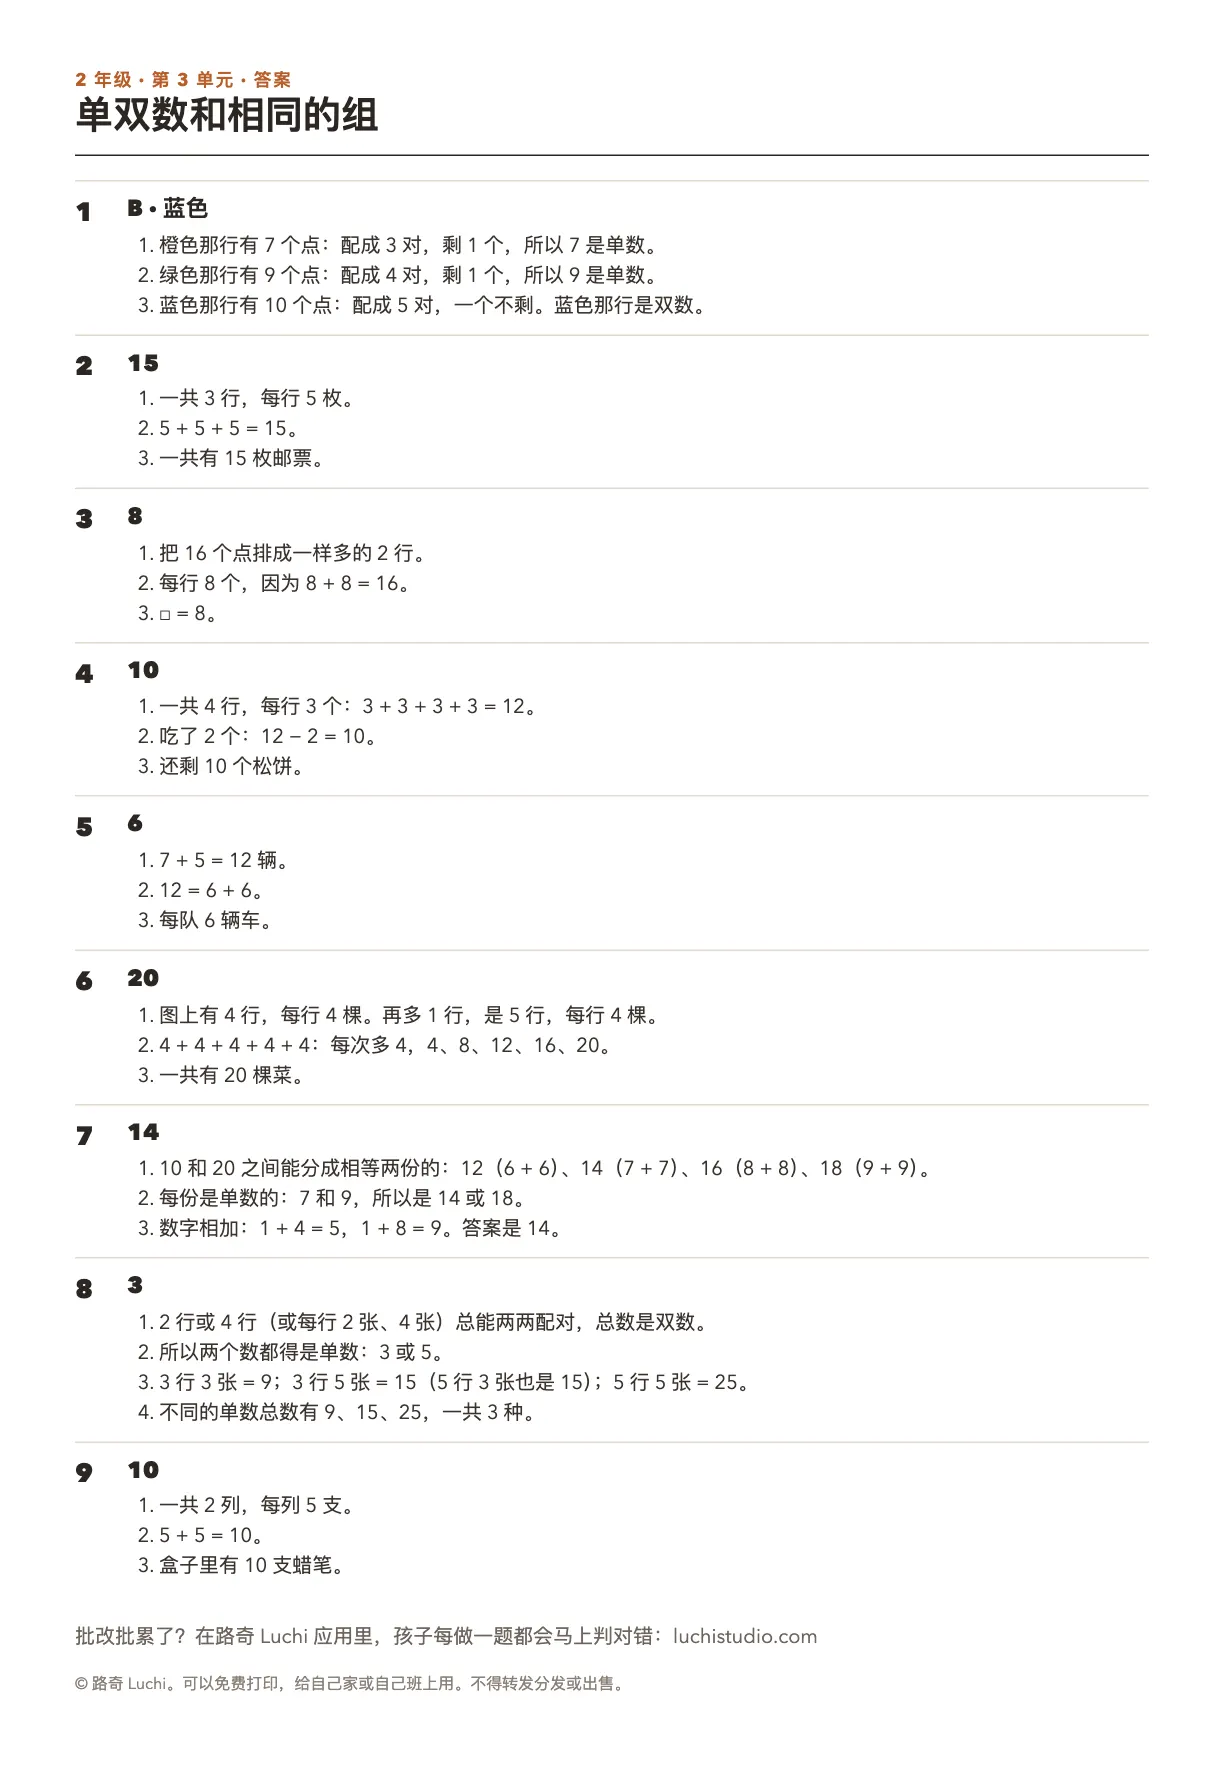 2 年级 · 第 3 单元 · 答案
单双数和相同的组
1 B · 蓝色
1. 橙色那行有 7 个点：配成 3 对，剩 1 个，所以 7 是单数。
2. 绿色那行有 9 个点：配成 4 对，剩 1 个，所以 9 是单数。
3. 蓝色那行有 10 个点：配成 5 对，一个不剩。蓝色那行是双数。
2 15
1. 一共 3 行，每行 5 枚。
2. 5 + 5 + 5 = 15。
3. 一共有 15 枚邮票。
3 8
1. 把 16 个点排成一样多的 2 行。
2. 每行 8 个，因为 8 + 8 = 16。
3. □ = 8。
4 10
1. 一共 4 行，每行 3 个：3 + 3 + 3 + 3 = 12。
2. 吃了 2 个：12 − 2 = 10。
3. 还剩 10 个松饼。
5 6
1. 7 + 5 = 12 辆。
2. 12 = 6 + 6。
3. 每队 6 辆车。
6 20
1. 图上有 4 行，每行 4 棵。再多 1 行，是 5 行，每行 4 棵。
2. 4 + 4 + 4 + 4 + 4：每次多 4，4、8、12、16、20。
3. 一共有 20 棵菜。
7 14
1. 10 和 20 之间能分成相等两份的：12（6 + 6）、14（7 + 7）、16（8 + 8）、18（9 + 9）。
2. 每份是单数的：7 和 9，所以是 14 或 18。
3. 数字相加：1 + 4 = 5，1 + 8 = 9。答案是 14。
8 3
1. 2 行或 4 行（或每行 2 张、4 张）总能两两配对，总数是双数。
2. 所以两个数都得是单数：3 或 5。
3. 3 行 3 张 = 9；3 行 5 张 = 15（5 行 3 张也是 15）；5 行 5 张 = 25。
4. 不同的单数总数有 9、15、25，一共 3 种。
9 10
1. 一共 2 列，每列 5 支。
2. 5 + 5 = 10。
3. 盒子里有 10 支蜡笔。
批改批累了？在路奇 Luchi 应用里，孩子每做一题都会马上判对错：luchistudio.com
© 路奇 Luchi。可以免费打印，给自己家或自己班上用。不得转发分发或出售。